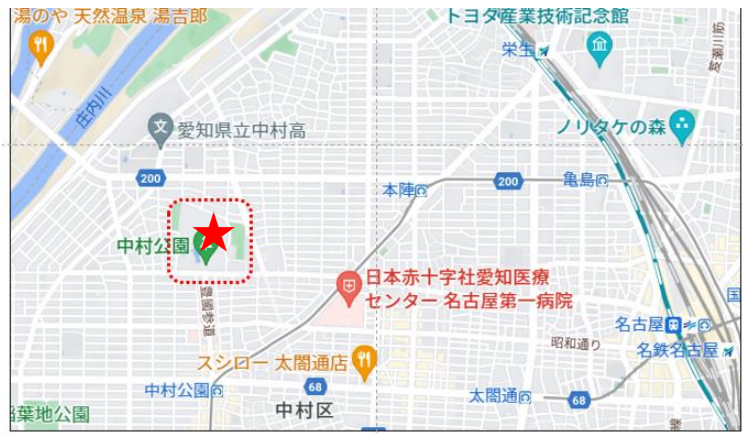 湯のや 天然温泉 湯吉郎
トヨタ産業技術記念館
栄生
庄内川
文
愛知県立中村高
ノリタケの森
200
本陣
200
亀島
中村公園
日本赤十字社愛知医療
センター 名古屋第一病院
豊國参道
名古屋
昭和通り
名鉄名古屋
スシロー 太閤通店
中村公園
68
太閤通
68
中村区
葉地公園